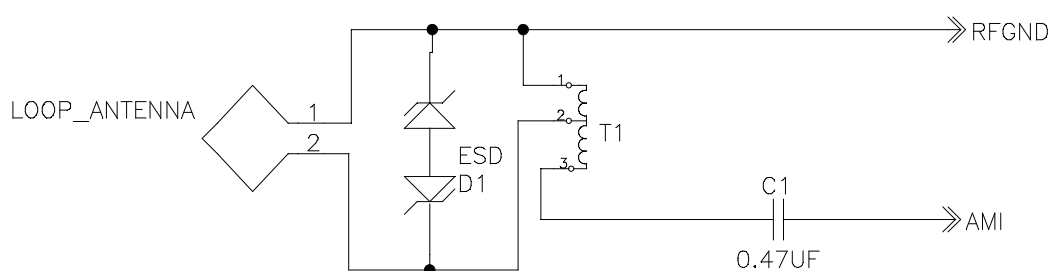 RFGND
LOOP_ANTENNA
1
2
1
2
3
T1
ESD
D1
C1
0.47UF
AMI